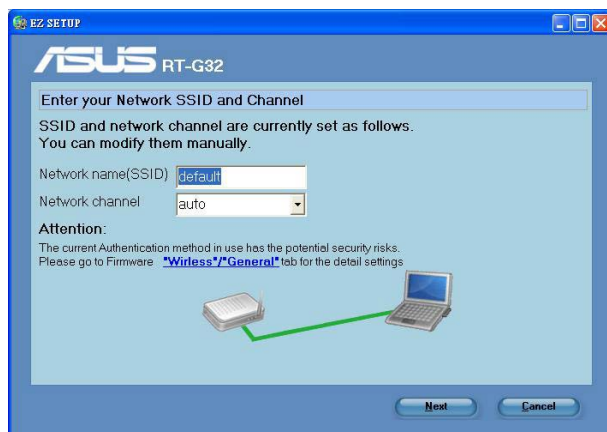 EZ SETUP
ASUS RT-G32
Enter your Network SSID and Channel
SSID and network channel are currently set as follows.
You can modify them manually.
Network name(SSID) default
Network channel auto
Attention:
The current Authentication method in use has the potential security risks.
Please go to Firmware "Wirless"/"General" tab for the detail settings
Next Cancel